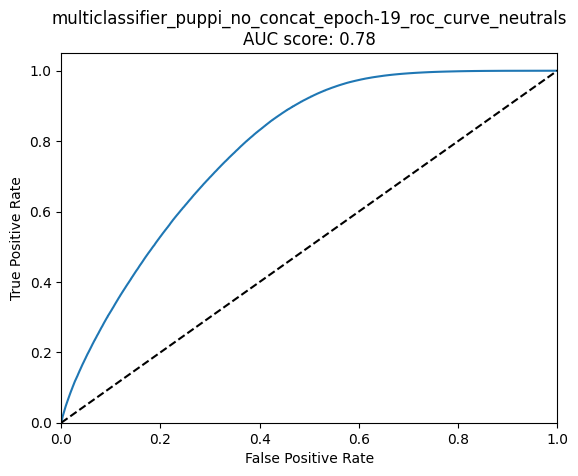 multiclassifier_puppi_no_concat_epoch-19_roc_curve_neutrals
AUC score: 0.78
1.0
0.8
0.6
0.4
0.2
0.0
True Positive Rate
0.0 0.2 0.4 0.6 0.8 1.0
False Positive Rate